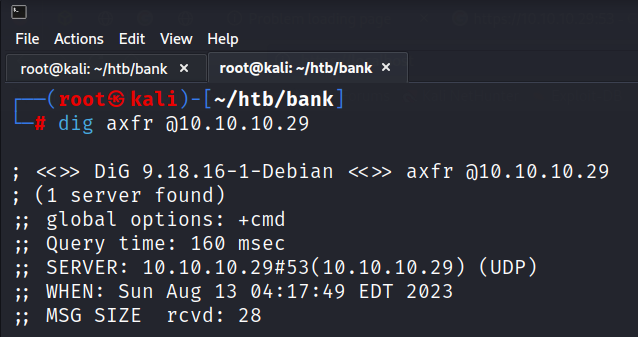 File Actions Edit View Help
root@kali: ~/htb/bank × root@kali: ~/htb/bank ×
┌──(root㉿kali)-[~/htb/bank]
└─# dig axfr @10.10.10.29
; <<>> DiG 9.18.16-1-Debian <<>> axfr @10.10.10.29
; (1 server found)
;; global options: +cmd
;; Query time: 160 msec
;; SERVER: 10.10.10.29#53(10.10.10.29) (UDP)
;; WHEN: Sun Aug 13 04:17:49 EDT 2023
;; MSG SIZE  rcvd: 28